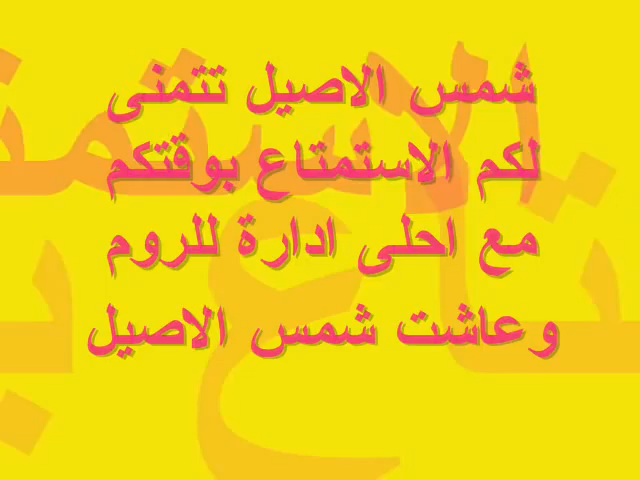 شمس الاصيل تتمنى
لكم الاستمتاع بوقتكم
مع احلى ادارة للروم
وعاشت شمس الاصيل